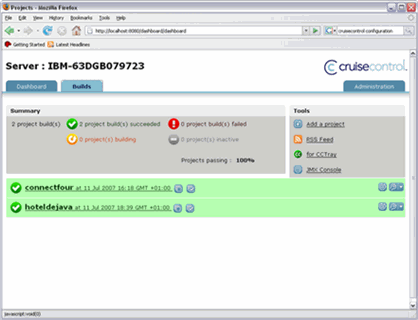 Projects - Mozilla Firefox
File Edit View History Bookmarks Tools Help
http://localhost:8080/dashboard/dashboard
cruisecontrol configuration
Getting Started Latest Headlines
Server : IBM-63DGB079723
cruisecontrol
Dashboard Builds Administration
Summary
2 project build(s) 2 project build(s) succeeded 0 project build(s) failed
0 project(s) building 0 project(s) inactive
Projects passing : 100%
Tools
Add a project
RSS Feed
for CCTray
JMX Console
connectfour at 11 Jul 2007 16:18 GMT +01:00
hoteldejava at 11 Jul 2007 18:39 GMT +01:00
javascript:void(0)